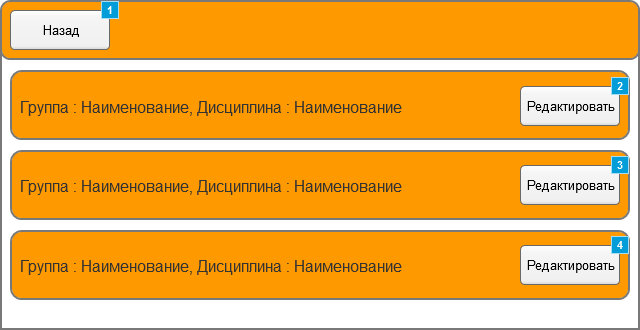 1
Назад
2
Группа : Наименование, Дисциплина : Наименование
Редактировать
3
Группа : Наименование, Дисциплина : Наименование
Редактировать
4
Группа : Наименование, Дисциплина : Наименование
Редактировать